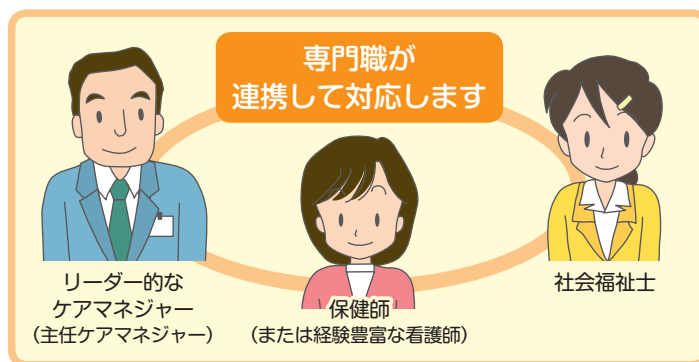 専門職が
連携して対応します
リーダー的な
ケアマネジャー
（主任ケアマネジャー）
保健師
（または経験豊富な看護師）
社会福祉士